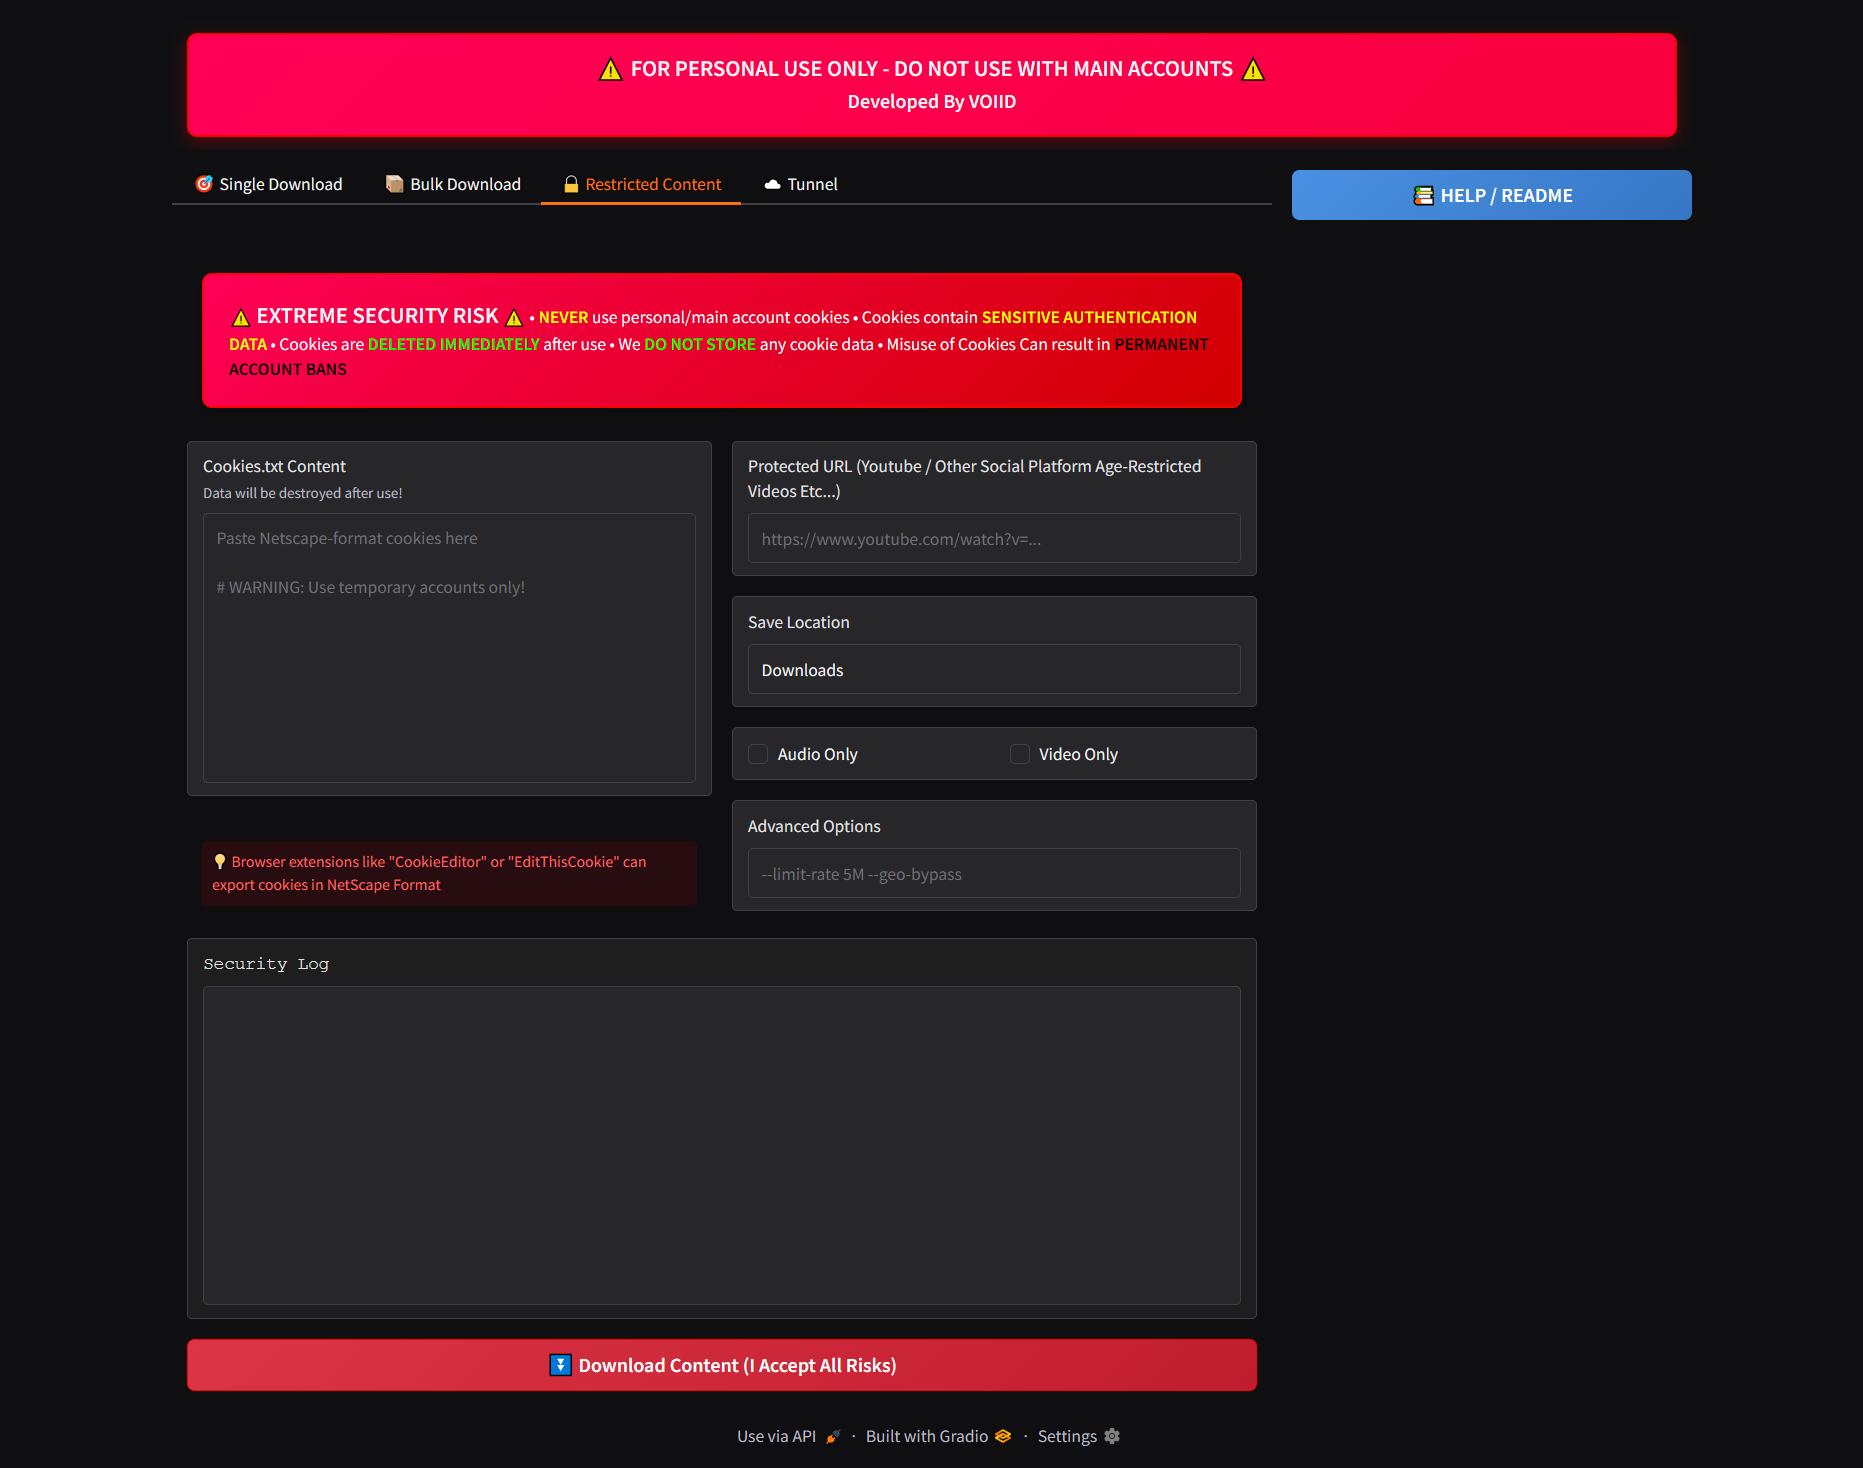 ⚠️ FOR PERSONAL USE ONLY - DO NOT USE WITH MAIN ACCOUNTS ⚠️
Developed By VOIID
🎯 Single Download
📦 Bulk Download
🔒 Restricted Content
☁️ Tunnel
📚 HELP / README
⚠️ EXTREME SECURITY RISK ⚠️ • NEVER use personal/main account cookies • Cookies contain SENSITIVE AUTHENTICATION
DATA • Cookies are DELETED IMMEDIATELY after use • We DO NOT STORE any cookie data • Misuse of Cookies Can result in PERMANENT
ACCOUNT BANS
Cookies.txt Content
Data will be destroyed after use!
Paste Netscape-format cookies here
# WARNING: Use temporary accounts only!
💡 Browser extensions like "CookieEditor" or "EditThisCookie" can
export cookies in NetScape Format
Protected URL (Youtube / Other Social Platform Age-Restricted
Videos Etc...)
https://www.youtube.com/watch?v=...
Save Location
Downloads
Audio Only
Video Only
Advanced Options
--limit-rate 5M --geo-bypass
Security Log
⏬ Download Content (I Accept All Risks)
Use via API 🚀 · Built with Gradio · Settings ⚙️